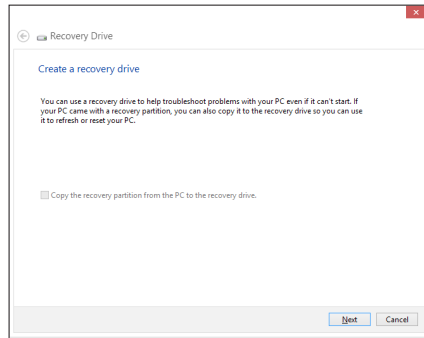 Recovery Drive
Create a recovery drive
You can use a recovery drive to help troubleshoot problems with your PC even if it can't start. If
your PC came with a recovery partition, you can also copy it to the recovery drive so you can use
it to refresh or reset your PC.
Copy the recovery partition from the PC to the recovery drive.
Next Cancel